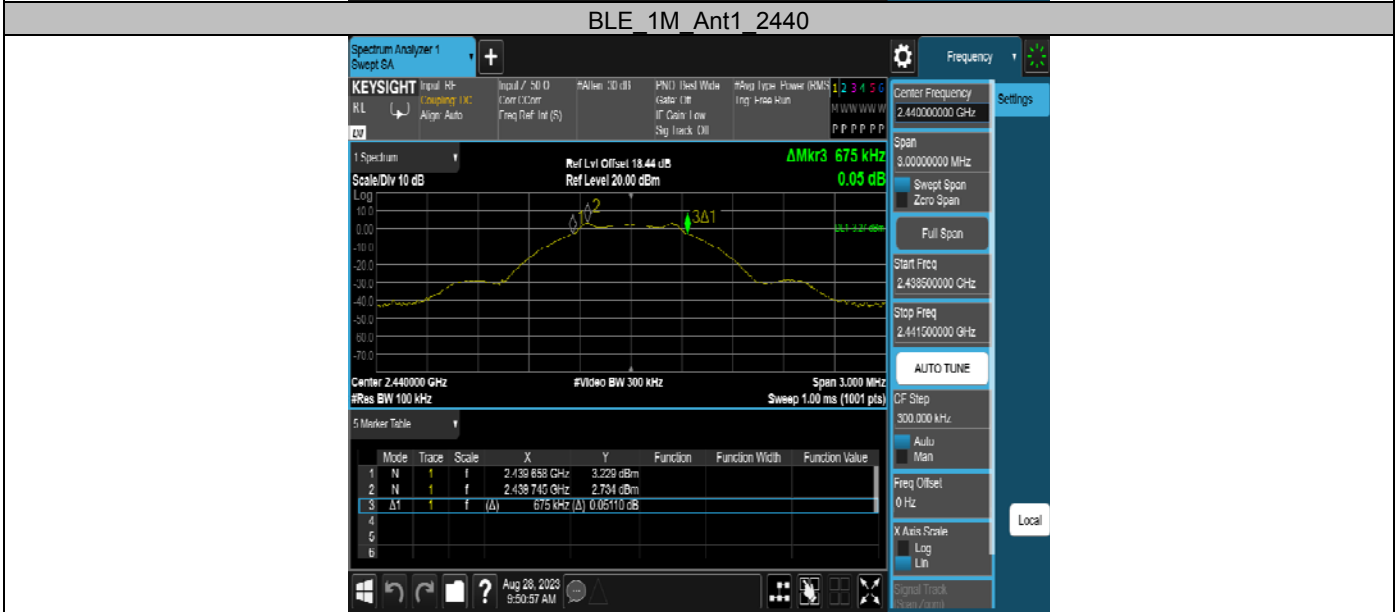 BLE_1M_Ant1_2440
Spectrum Analyzer 1
Swept SA
+
Frequency
KEYSIGHT
Input: RF
Coupling: DC
Align: Auto
Input Z: 50 Ω
Corr CCorr
Freq Ref: Int (S)
#Atten: 30 dB
PNO: Best Wide
Gate: Off
IF Gain: Low
Sig Track: Off
#Avg Type: Power (RMS
Trig: Free Run
1 2 3 4 5 6
M W W W W W
P P P P P P
RL
1 Spectrum
Scale/Div 10 dB
Ref Lvl Offset 18.44 dB
Ref Level 20.00 dBm
ΔMkr3 675 kHz
0.05 dB
Log
10.0
0.00
-10.0
-20.0
-30.0
-40.0
-50.0
-60.0
-70.0
1
2
3Δ1
Center 2.440000 GHz
#Video BW 300 kHz
Span 3.000 MHz
#Res BW 100 kHz
Sweep 1.00 ms (1001 pts)
5 Marker Table
Mode Trace Scale X Y Function Function Width Function Value
1 N 1 f 2.439 658 GHz 3.229 dBm
2 N 1 f 2.439 745 GHz 2.734 dBm
3 Δ1 1 f (Δ) 675 kHz (Δ) 0.05110 dB
4
5
6
Aug 28, 2023
9:50:57 AM
?
Center Frequency
2.440000000 GHz
Settings
Span
3.00000000 MHz
Swept Span
Zero Span
Full Span
Start Freq
2.438500000 GHz
Stop Freq
2.441500000 GHz
AUTO TUNE
CF Step
300.000 kHz
Auto
Man
Freq Offset
0 Hz
X Axis Scale
Log
Lin
Local
Signal Track
(Span Zoom)